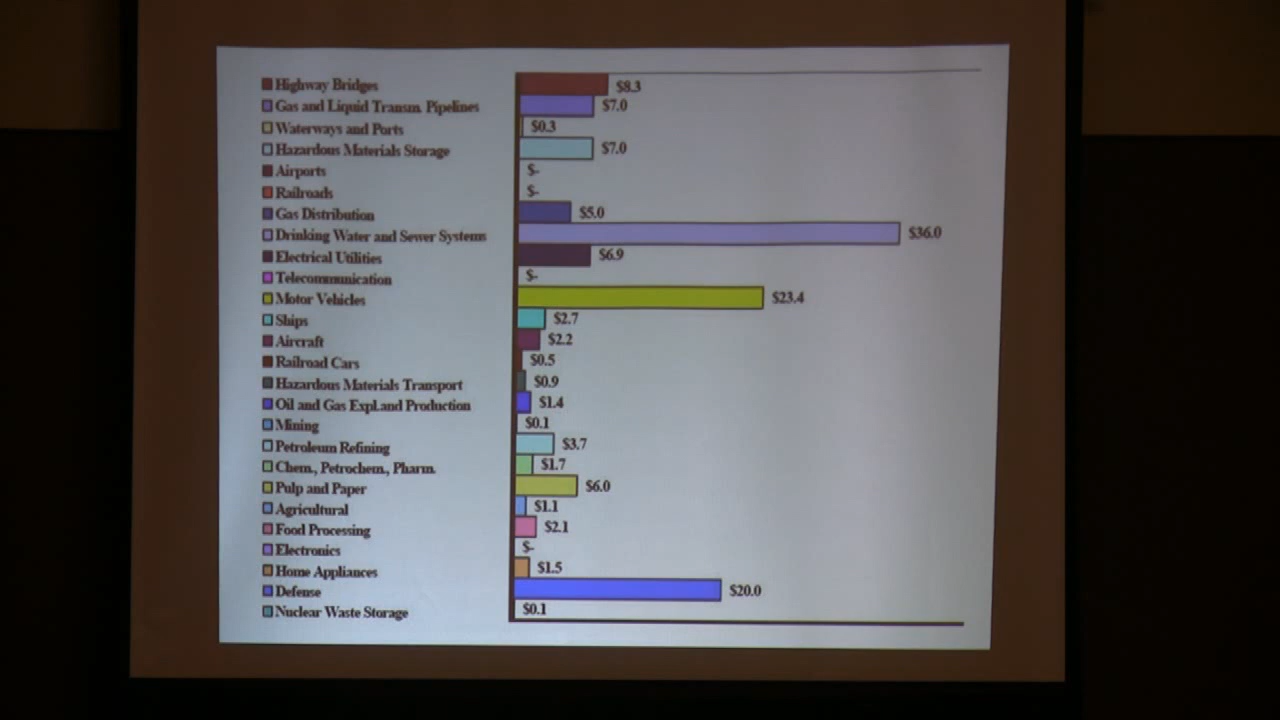 Highway Bridges $8.3
Gas and Liquid Transm. Pipelines $7.0
Waterways and Ports $0.3
Hazardous Materials Storage $7.0
Airports $-
Railroads $-
Gas Distribution $5.0
Drinking Water and Sewer Systems $36.0
Electrical Utilities $6.9
Telecommunication $-
Motor Vehicles $23.4
Ships $2.7
Aircraft $2.2
Railroad Cars $0.5
Hazardous Materials Transport $0.9
Oil and Gas Expl.and Production $1.4
Mining $0.1
Petroleum Refining $3.7
Chem., Petrochem., Pharm. $1.7
Pulp and Paper $6.0
Agricultural $1.1
Food Processing $2.1
Electronics $-
Home Appliances $1.5
Defense $20.0
Nuclear Waste Storage $0.1